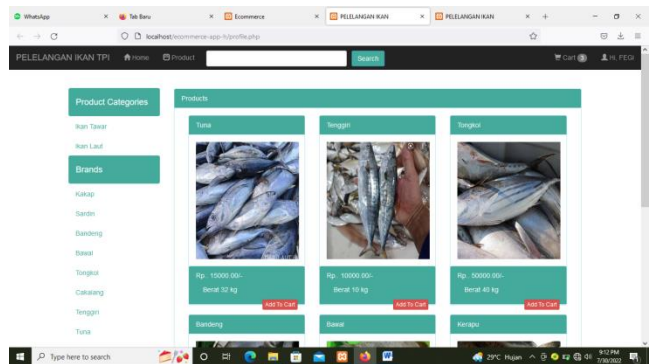 WhatsApp
Tab Baru
Ecommerce
PELELANGAN IKAN
PELELANGAN IKAN
localhost/ecommerce-app-h/profile.php
PELELANGAN IKAN TPI
Home
Product
Search
Cart 3
Hi, FEGI
Product Categories
Ikan Tawar
Ikan Laut
Brands
Kakap
Sardin
Bandeng
Bawal
Tongkol
Cakalang
Tenggiri
Tuna
Products
Tuna
Tenggiri
Tongkol
Rp.. 15000.00/-
Berat 32 kg
Add To Cart
Rp.. 10000.00/-
Berat 10 kg
Add To Cart
Rp.. 50000.00/-
Berat 40 kg
Add To Cart
Bandeng
Bawal
Kerapu
Type here to search
29°C Hujan
9:12 PM
7/30/2022